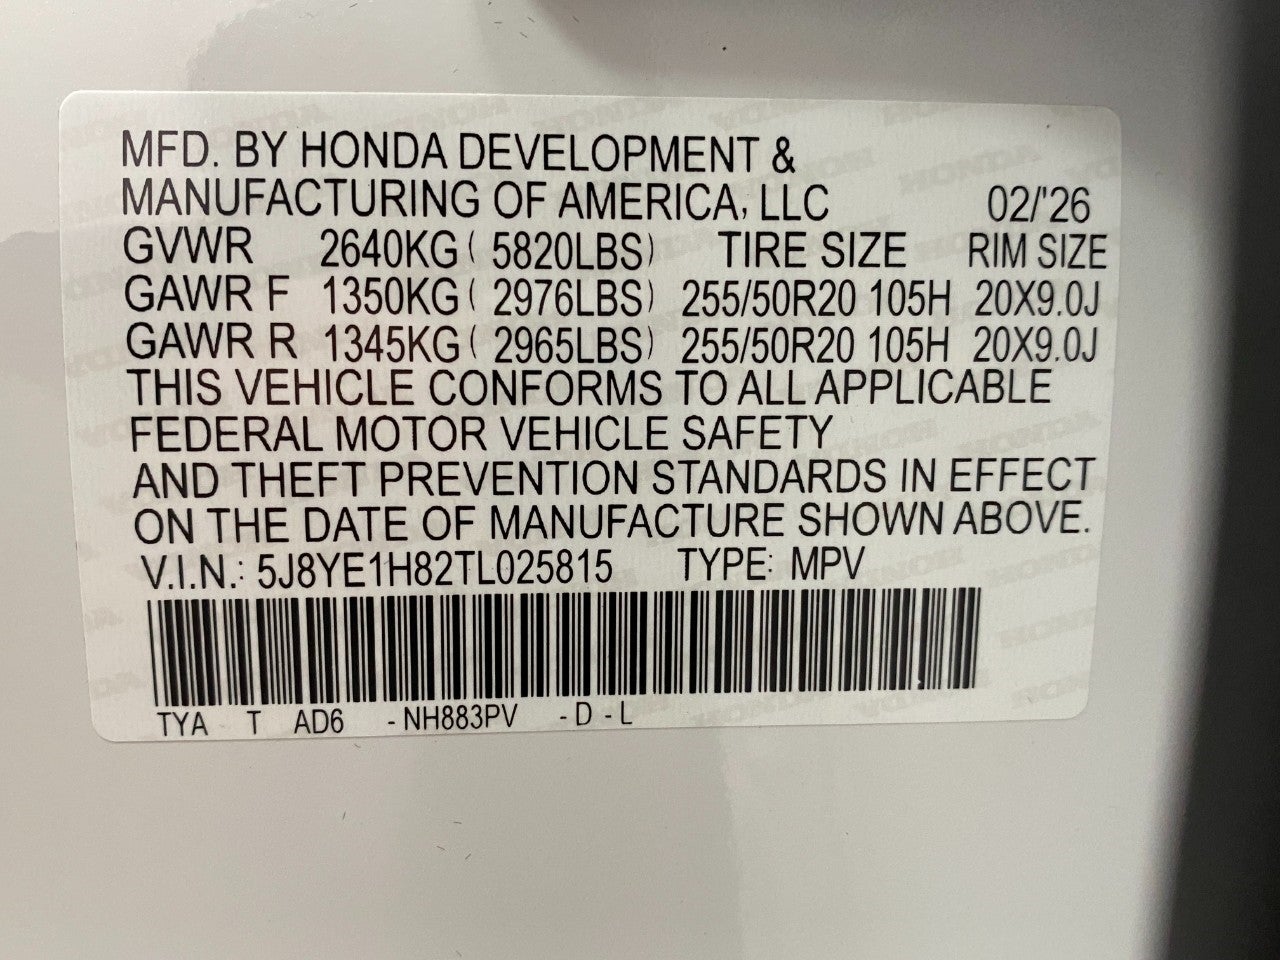 MFD. BY HONDA DEVELOPMENT &
MANUFACTURING OF AMERICA, LLC 02/'26
GVWR 2640KG ( 5820LBS) TIRE SIZE RIM SIZE
GAWR F 1350KG ( 2976LBS) 255/50R20 105H 20X9.0J
GAWR R 1345KG ( 2965LBS) 255/50R20 105H 20X9.0J
THIS VEHICLE CONFORMS TO ALL APPLICABLE
FEDERAL MOTOR VEHICLE SAFETY
AND THEFT PREVENTION STANDARDS IN EFFECT
ON THE DATE OF MANUFACTURE SHOWN ABOVE.
V.I.N.: 5J8YE1H82TL025815 TYPE: MPV
TYA T AD6 -NH883PV -D-L